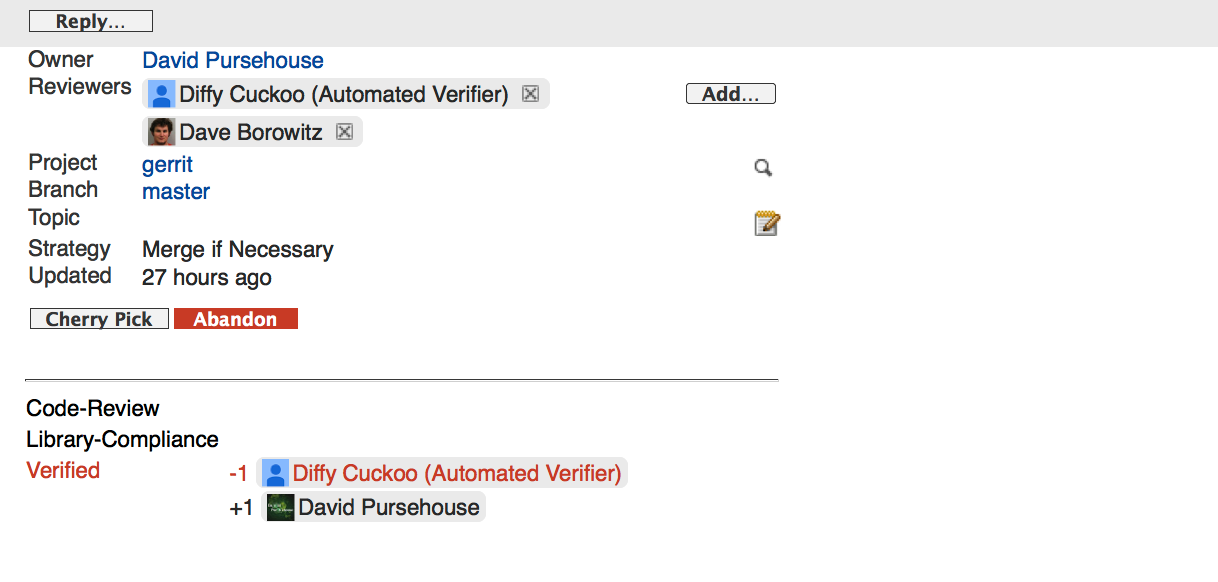 Reply...
Owner David Pursehouse
Reviewers Diffy Cuckoo (Automated Verifier) Add...
Dave Borowitz
Project gerrit
Branch master
Topic
Strategy Merge if Necessary
Updated 27 hours ago
Cherry Pick Abandon
Code-Review
Library-Compliance
Verified -1 Diffy Cuckoo (Automated Verifier)
+1 David Pursehouse